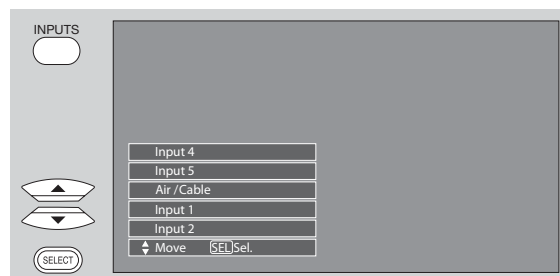 INPUTS
Input 4
Input 5
Air /Cable
Input 1
Input 2
Move SEL Sel.
SELECT